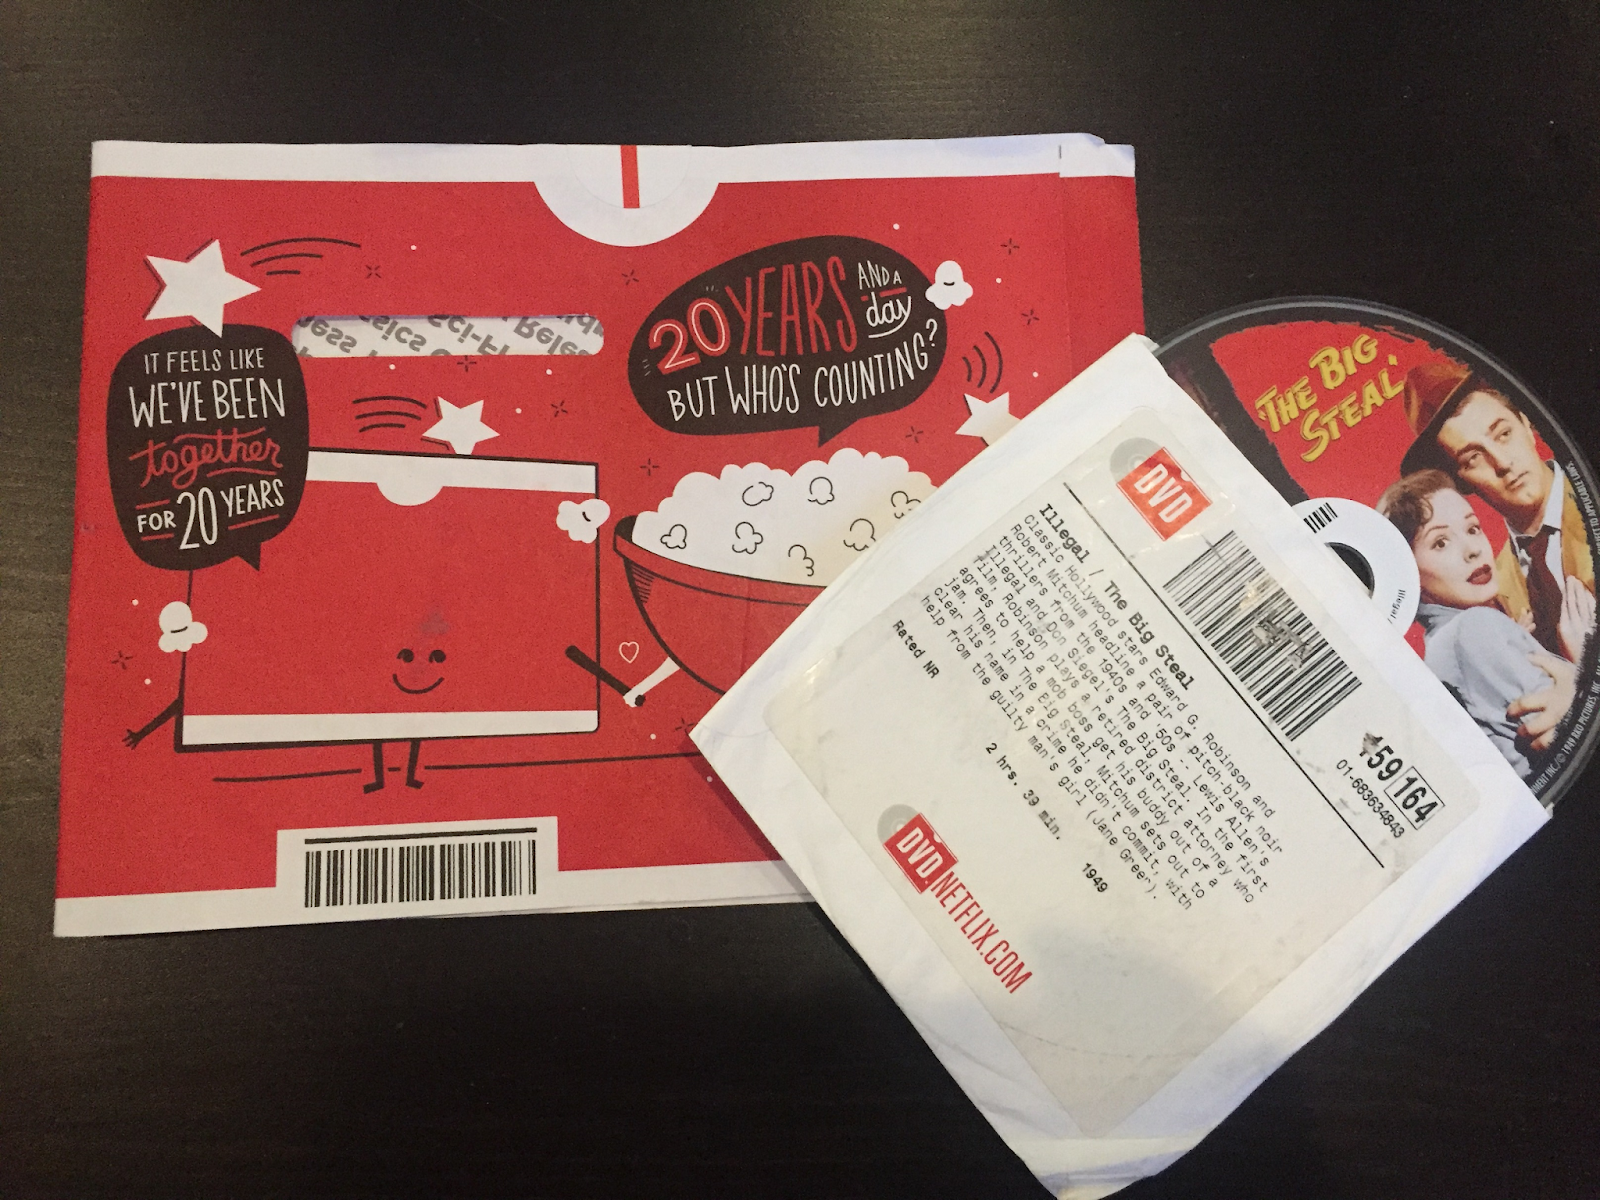 IT FEELS LIKE
WE'VE BEEN
together
FOR 20 YEARS
20 YEARS AND A
day
BUT WHO'S COUNTING?
Sci-Fi
DVD
Illegal / The Big Steal
Classic Hollywood stars Edward G. Robinson and
Robert Mitchum headline a pair of pitch-black noir
thrillers from the 1940s and '50s -- Lewis Allen's
Illegal and Don Siegel's The Big Steal. In the first
film, Robinson plays a retired district attorney who
agrees to help a mob boss get his buddy out of a
jam. Then, in The Big Steal, Mitchum sets out to
clear his name in a crime he didn't commit, with
help from the guilty man's girl (Jane Greer).
Rated NR
2 hrs. 39 min.
1949
59 164
01-683634843
DVD.NETFLIX.COM
THE BIG
STEAL
Illegal